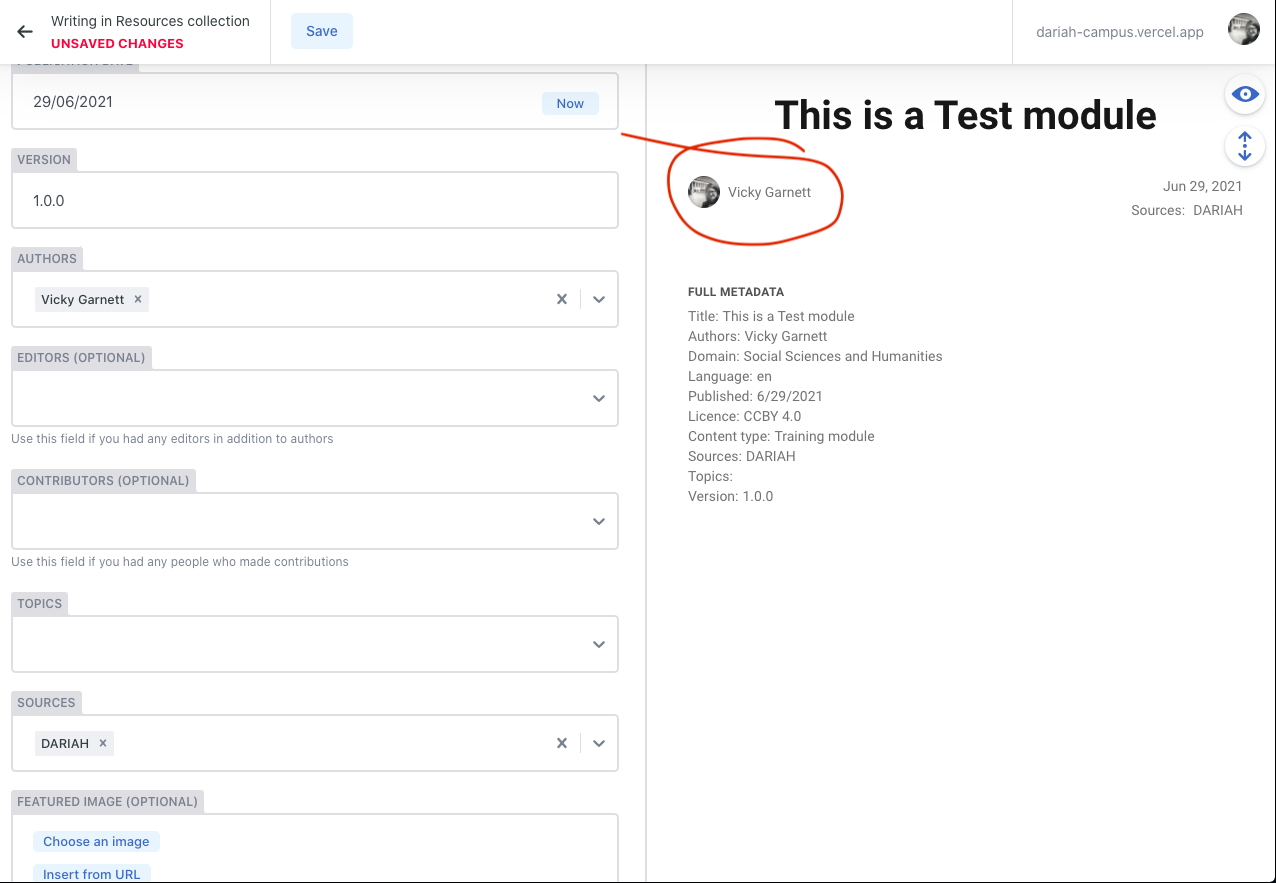 Writing in Resources collection
UNSAVED CHANGES
Save
dariah-campus.vercel.app
PUBLICATION DATE
29/06/2021
Now
VERSION
1.0.0
AUTHORS
Vicky Garnett ×
EDITORS (OPTIONAL)
Use this field if you had any editors in addition to authors
CONTRIBUTORS (OPTIONAL)
Use this field if you had any people who made contributions
TOPICS
SOURCES
DARIAH ×
FEATURED IMAGE (OPTIONAL)
Choose an image
Insert from URL
This is a Test module
Vicky Garnett
Jun 29, 2021
Sources: DARIAH
FULL METADATA
Title: This is a Test module
Authors: Vicky Garnett
Domain: Social Sciences and Humanities
Language: en
Published: 6/29/2021
Licence: CCBY 4.0
Content type: Training module
Sources: DARIAH
Topics:
Version: 1.0.0